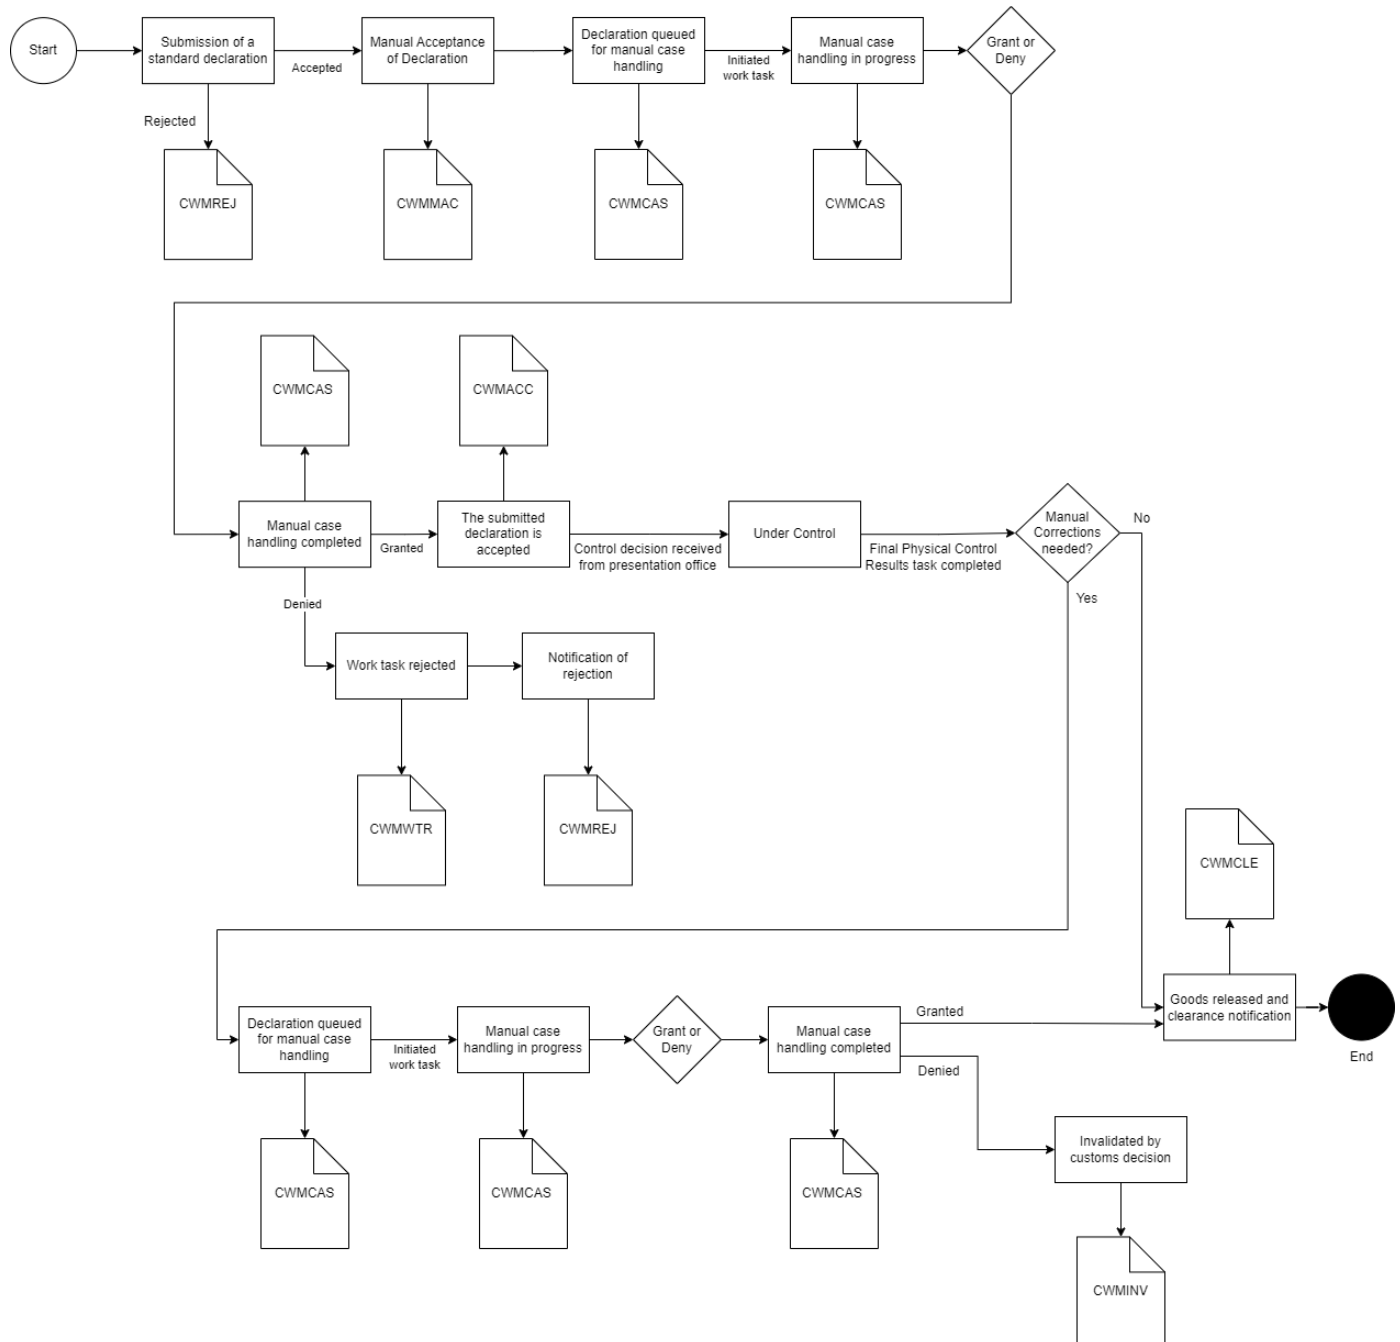 Start
Submission of a
standard declaration
Accepted
Manual Acceptance
of Declaration
Declaration queued
for manual case
handling
Initiated
work task
Manual case
handling in progress
Grant or
Deny
Rejected
CWMREJ
CWMMAC
CWMCAS
CWMCAS
CWMCAS
CWMACC
Manual case
handling completed
Granted
The submitted
declaration is
accepted
Control decision received
from presentation office
Under Control
Final Physical Control
Results task completed
Manual
Corrections
needed?
No
Yes
Denied
Work task rejected
Notification of
rejection
CWMWTR
CWMREJ
CWMCLE
Declaration queued
for manual case
handling
Initiated
work task
Manual case
handling in progress
Grant or
Deny
Manual case
handling completed
Granted
Denied
Goods released and
clearance notification
End
Invalidated by
customs decision
CWMCAS
CWMCAS
CWMCAS
CWMINV